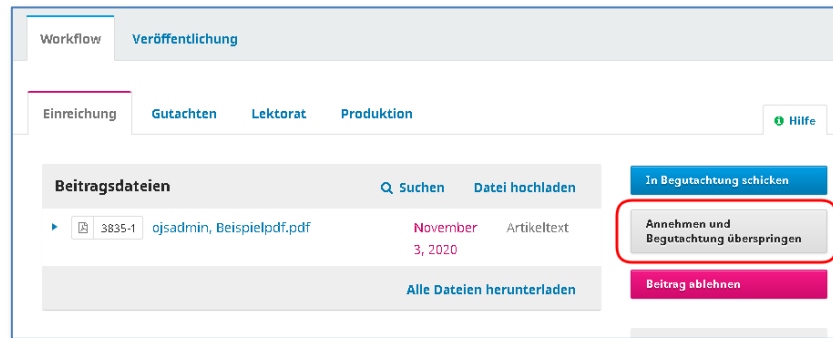 Workflow Veröffentlichung
Einreichung Gutachten Lektorat Produktion
Hilfe
Beitragsdateien Suchen Datei hochladen
3835-1 ojsadmin, Beispielpdf.pdf November Artikeltext
3, 2020
Alle Dateien herunterladen
In Begutachtung schicken
Annehmen und
Begutachtung überspringen
Beitrag ablehnen